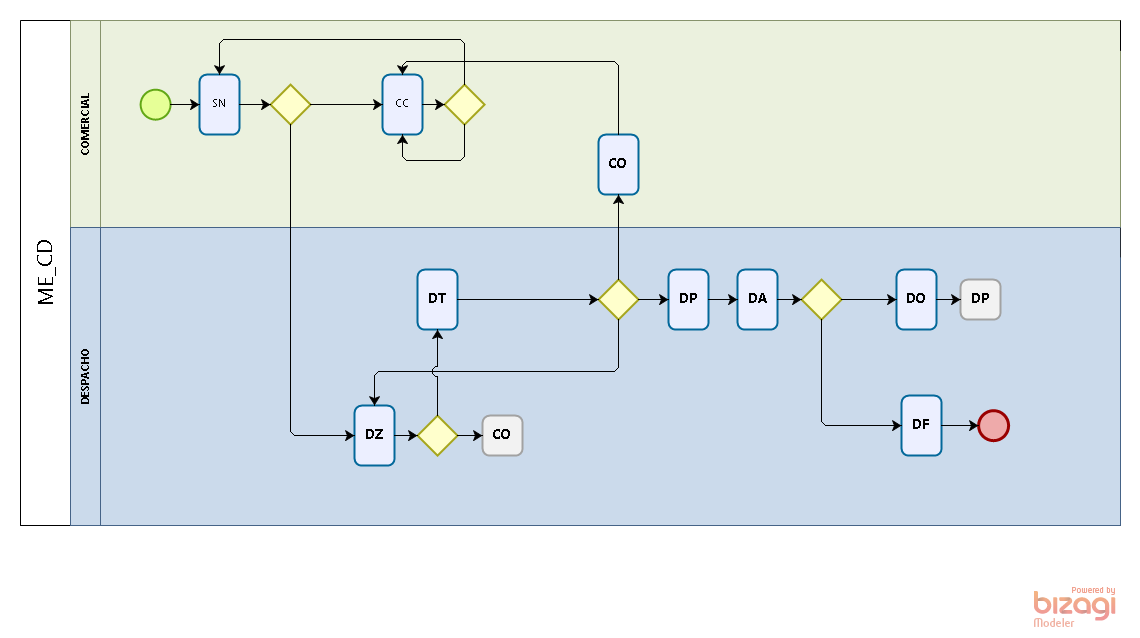 ME_CD
COMERCIAL
SN
CC
CO
DESPACHO
DT
DP
DA
DO
DP
DZ
CO
DF
Powered by
bizagi
Modeler